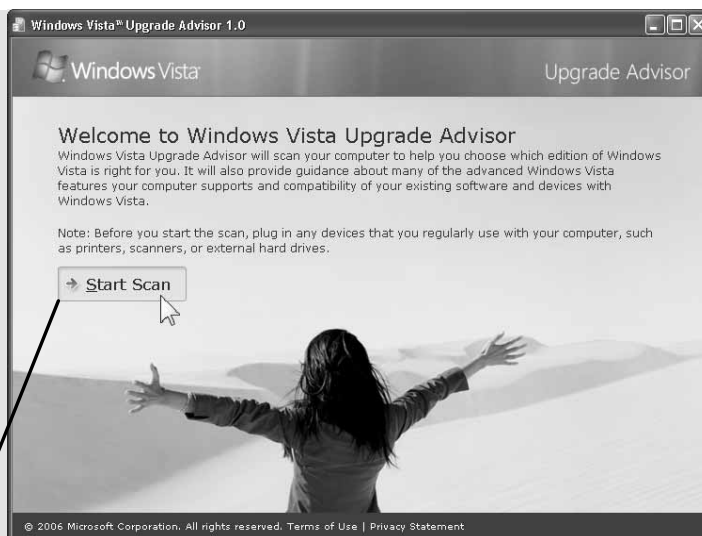 Windows Vista™ Upgrade Advisor 1.0
Windows Vista™
Upgrade Advisor
Welcome to Windows Vista Upgrade Advisor
Windows Vista Upgrade Advisor will scan your computer to help you choose which edition of Windows
Vista is right for you. It will also provide guidance about many of the advanced Windows Vista
features your computer supports and compatibility of your existing software and devices with
Windows Vista.
Note: Before you start the scan, plug in any devices that you regularly use with your computer, such
as printers, scanners, or external hard drives.
Start Scan
© 2006 Microsoft Corporation. All rights reserved. Terms of Use | Privacy Statement